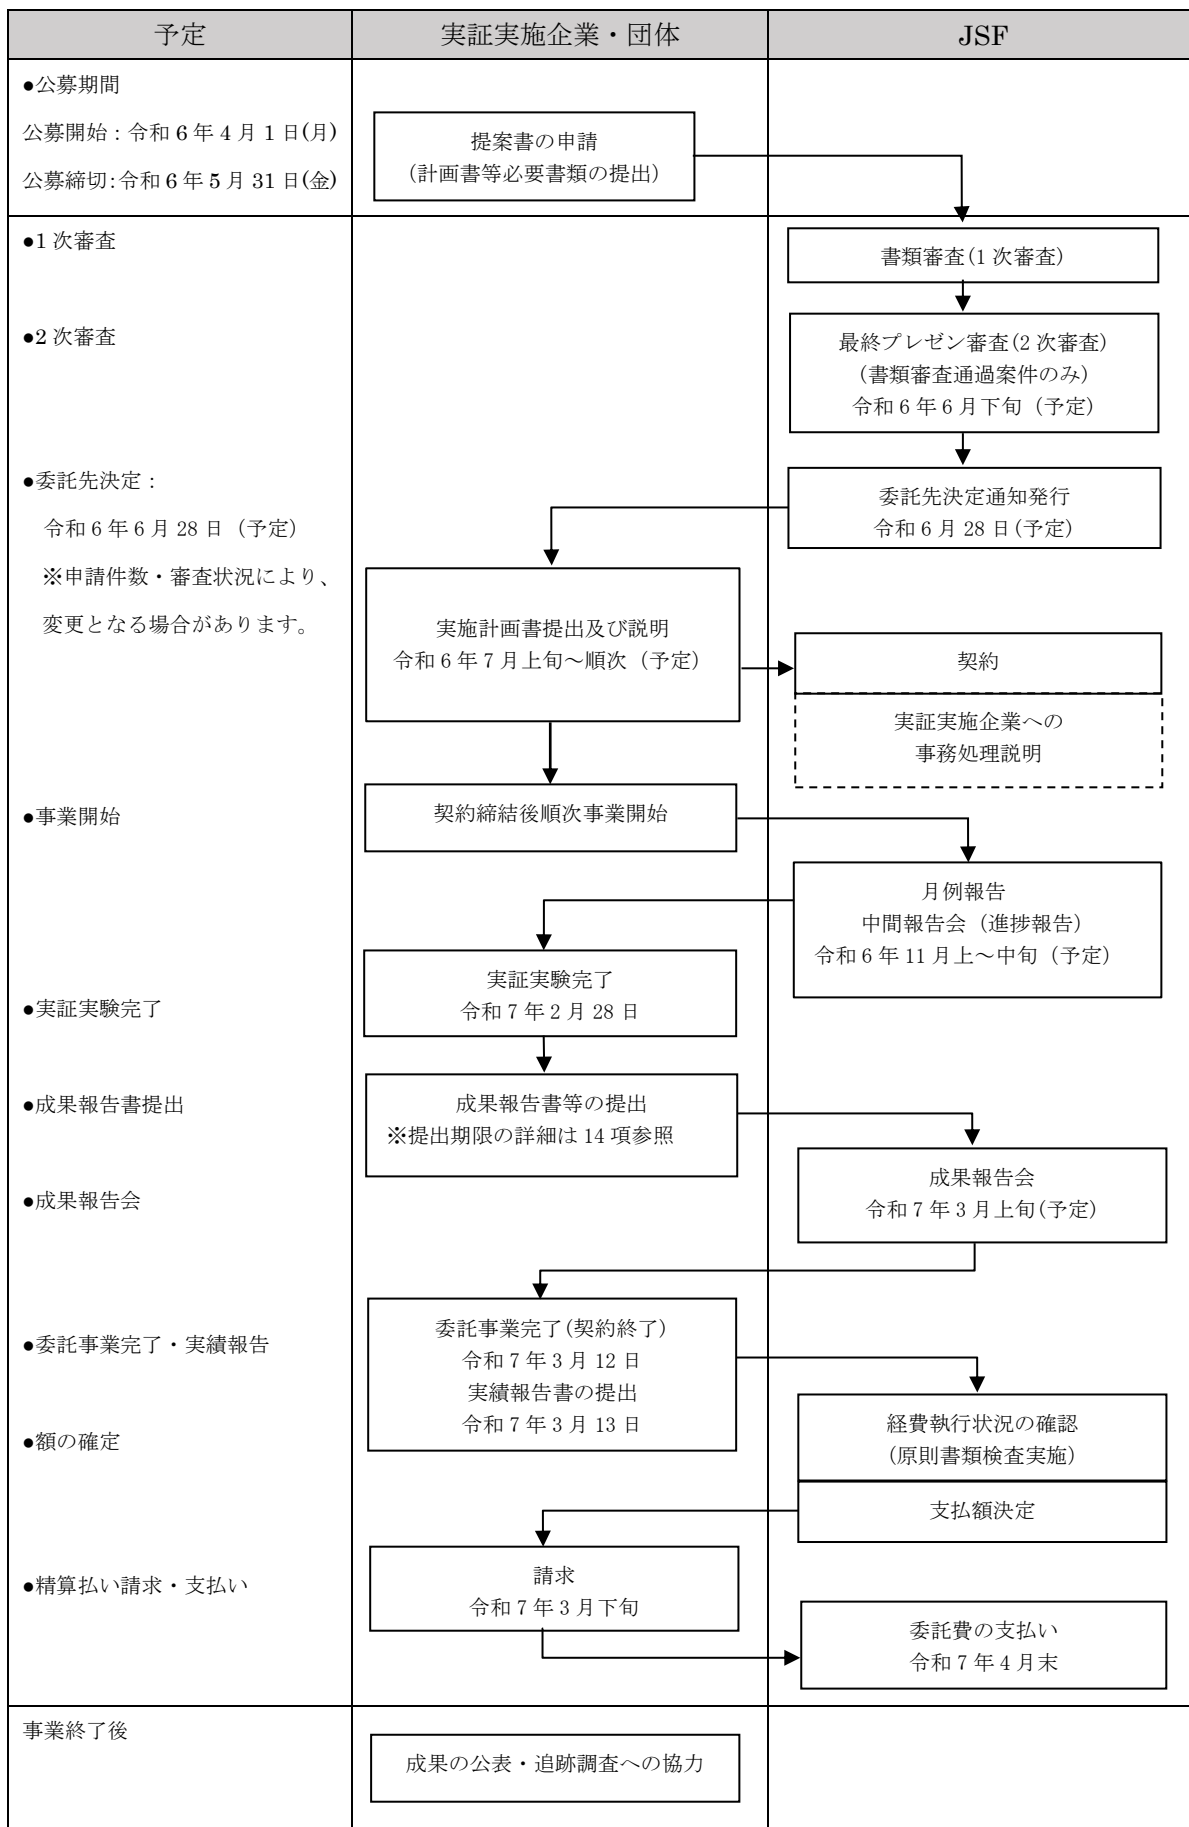 予定
実証実施企業・団体
JSF
●公募期間
公募開始：令和6年4月1日(月)
公募締切:令和6年5月31日(金)
提案書の申請
(計画書等必要書類の提出)
●1次審査
書類審査(1次審査)
●2次審査
最終プレゼン審査(2次審査)
(書類審査通過案件のみ)
令和6年6月下旬（予定）
●委託先決定：
令和6年6月28日（予定）
※申請件数・審査状況により、
変更となる場合があります。
委託先決定通知発行
令和6月28日(予定)
実施計画書提出及び説明
令和6年7月上旬～順次（予定）
契約
実証実施企業への
事務処理説明
●事業開始
契約締結後順次事業開始
月例報告
中間報告会（進捗報告）
令和6年11月上～中旬（予定）
●実証実験完了
実証実験完了
令和7年2月28日
●成果報告書提出
成果報告書等の提出
※提出期限の詳細は14項参照
●成果報告会
成果報告会
令和7年3月上旬(予定)
●委託事業完了・実績報告
委託事業完了(契約終了)
令和7年3月12日
実績報告書の提出
令和7年3月13日
●額の確定
経費執行状況の確認
(原則書類検査実施)
支払額決定
●精算払い請求・支払い
請求
令和7年3月下旬
委託費の支払い
令和7年4月末
事業終了後
成果の公表・追跡調査への協力